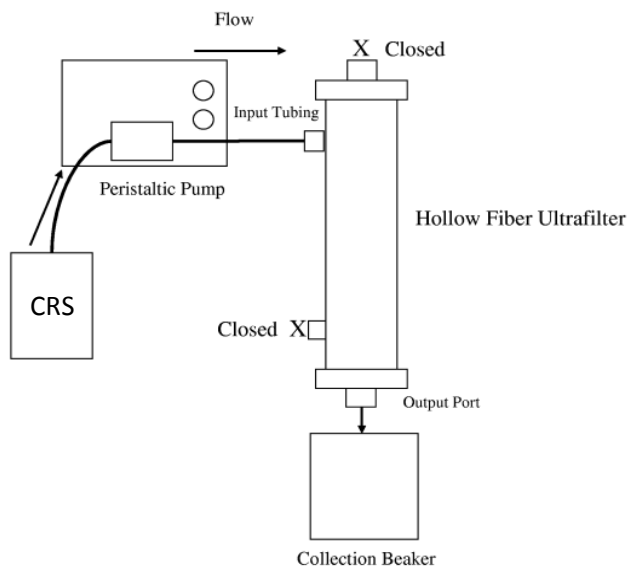 Flow
X Closed
Input Tubing
Peristaltic Pump
Hollow Fiber Ultrafilter
CRS
Closed X
Output Port
Collection Beaker